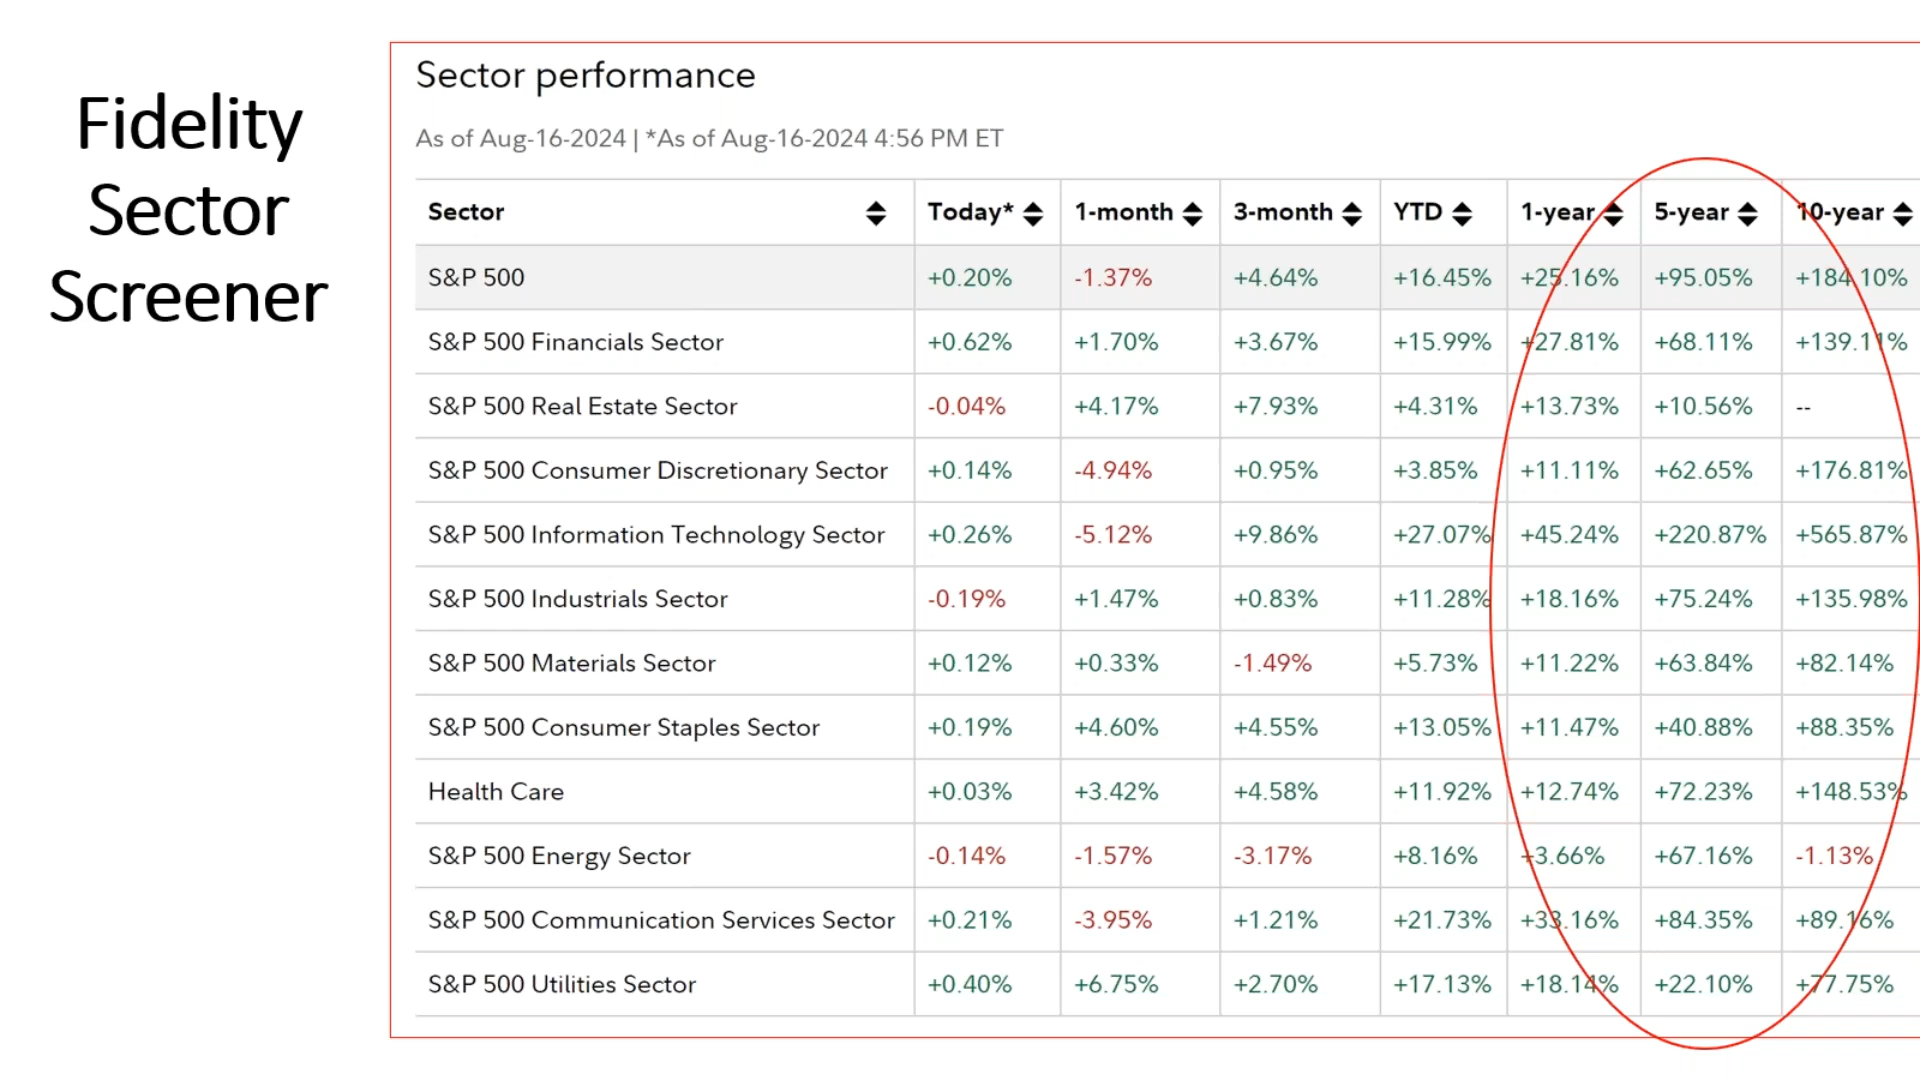 Fidelity
Sector
Screener
Sector performance
As of Aug-16-2024 | *As of Aug-16-2024 4:56 PM ET
Sector Today* 1-month 3-month YTD 1-year 5-year 10-year
S&P 500 +0.20% -1.37% +4.64% +16.45% +25.16% +95.05% +184.10%
S&P 500 Financials Sector +0.62% +1.70% +3.67% +15.99% +27.81% +68.11% +139.11%
S&P 500 Real Estate Sector -0.04% +4.17% +7.93% +4.31% +13.73% +10.56% --
S&P 500 Consumer Discretionary Sector +0.14% -4.94% +0.95% +3.85% +11.11% +62.65% +176.81%
S&P 500 Information Technology Sector +0.26% -5.12% +9.86% +27.07% +45.24% +220.87% +565.87%
S&P 500 Industrials Sector -0.19% +1.47% +0.83% +11.28% +18.16% +75.24% +135.98%
S&P 500 Materials Sector +0.12% +0.33% -1.49% +5.73% +11.22% +63.84% +82.14%
S&P 500 Consumer Staples Sector +0.19% +4.60% +4.55% +13.05% +11.47% +40.88% +88.35%
Health Care +0.03% +3.42% +4.58% +11.92% +12.74% +72.23% +148.53%
S&P 500 Energy Sector -0.14% -1.57% -3.17% +8.16% +3.66% +67.16% -1.13%
S&P 500 Communication Services Sector +0.21% -3.95% +1.21% +21.73% +33.16% +84.35% +89.16%
S&P 500 Utilities Sector +0.40% +6.75% +2.70% +17.13% +18.14% +22.10% +77.75%